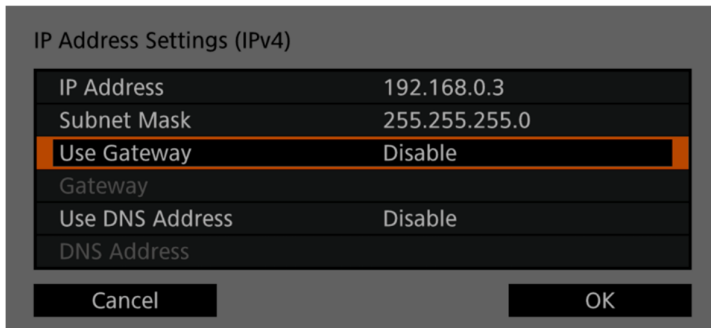 IP Address Settings (IPv4)
IP Address 192.168.0.3
Subnet Mask 255.255.255.0
Use Gateway Disable
Gateway
Use DNS Address Disable
DNS Address
Cancel OK